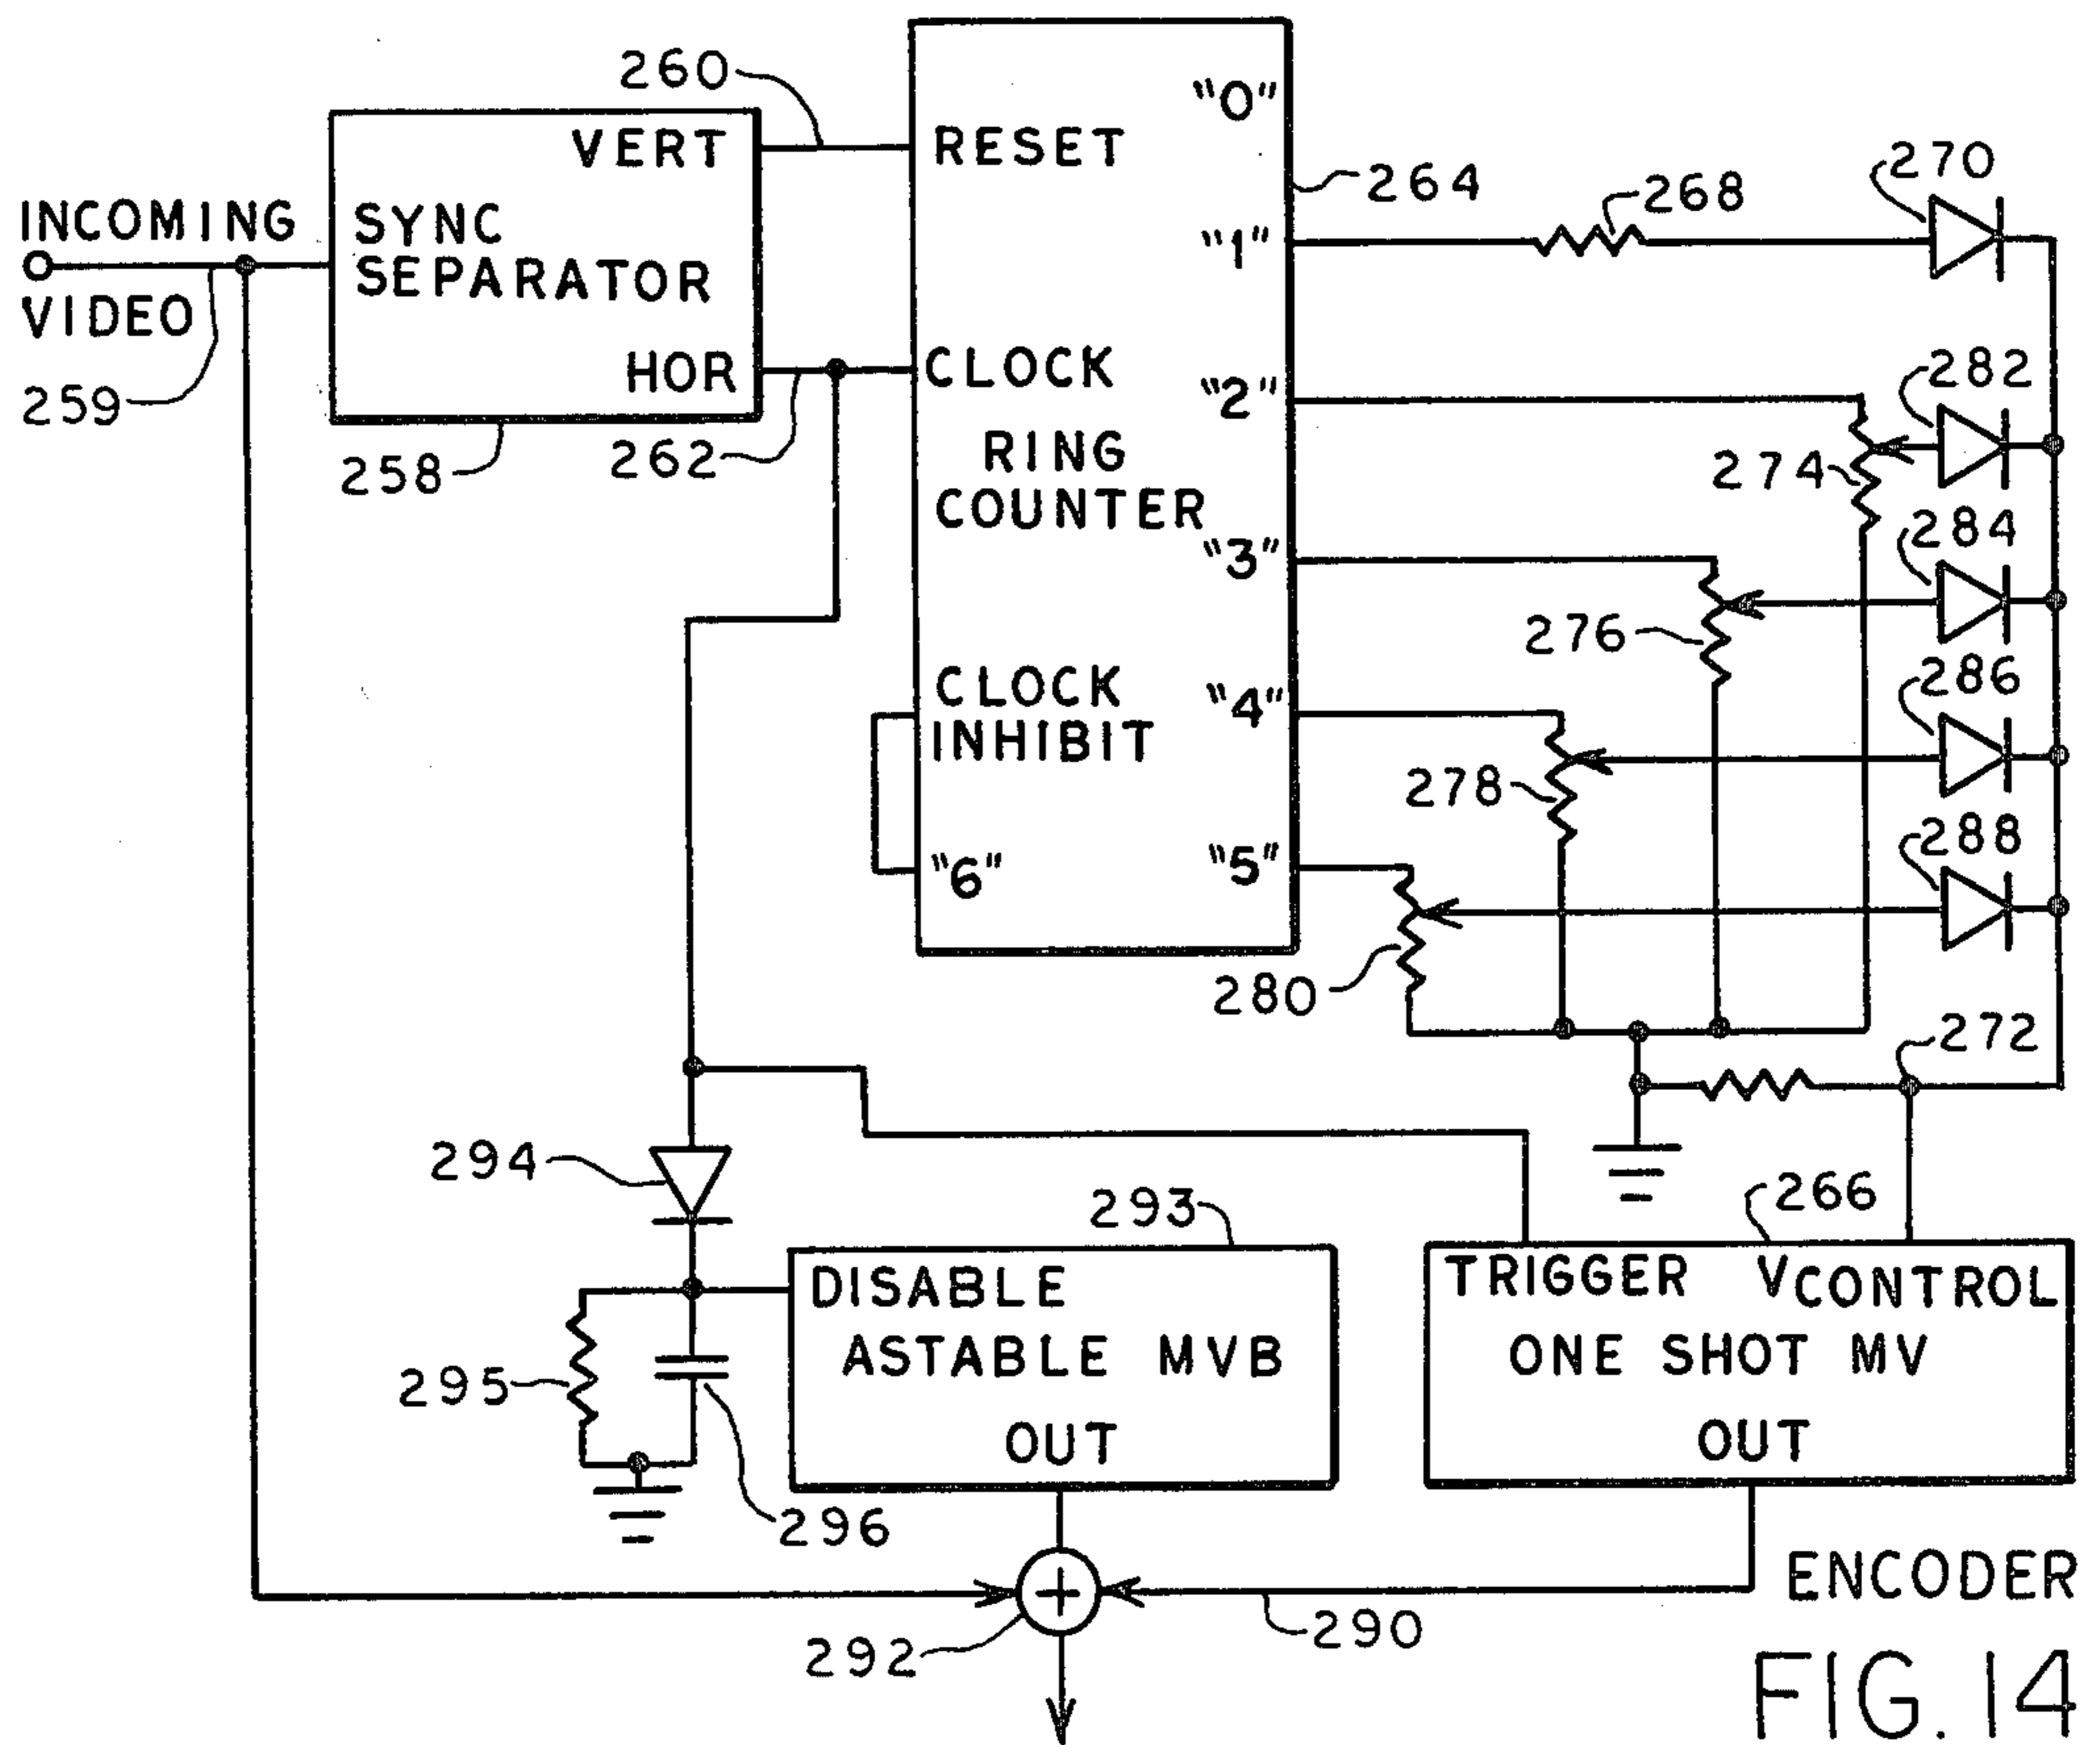 260
"0"
VERT
RESET
270
264
268
INCOMING
SYNC
"1"
SEPARATOR
VIDEO
HOR
CLOCK
"2"
282
259
RING
262
258
274
COUNTER
284
"3"
276
286
CLOCK
"4"
INHIBIT
278
288
"5"
"6"
280
272
294
293
266
DISABLE
TRIGGER VCONTROL
ASTABLE MVB
ONE SHOT MV
295
OUT
OUT
296
ENCODER
290
292
FIG. 14